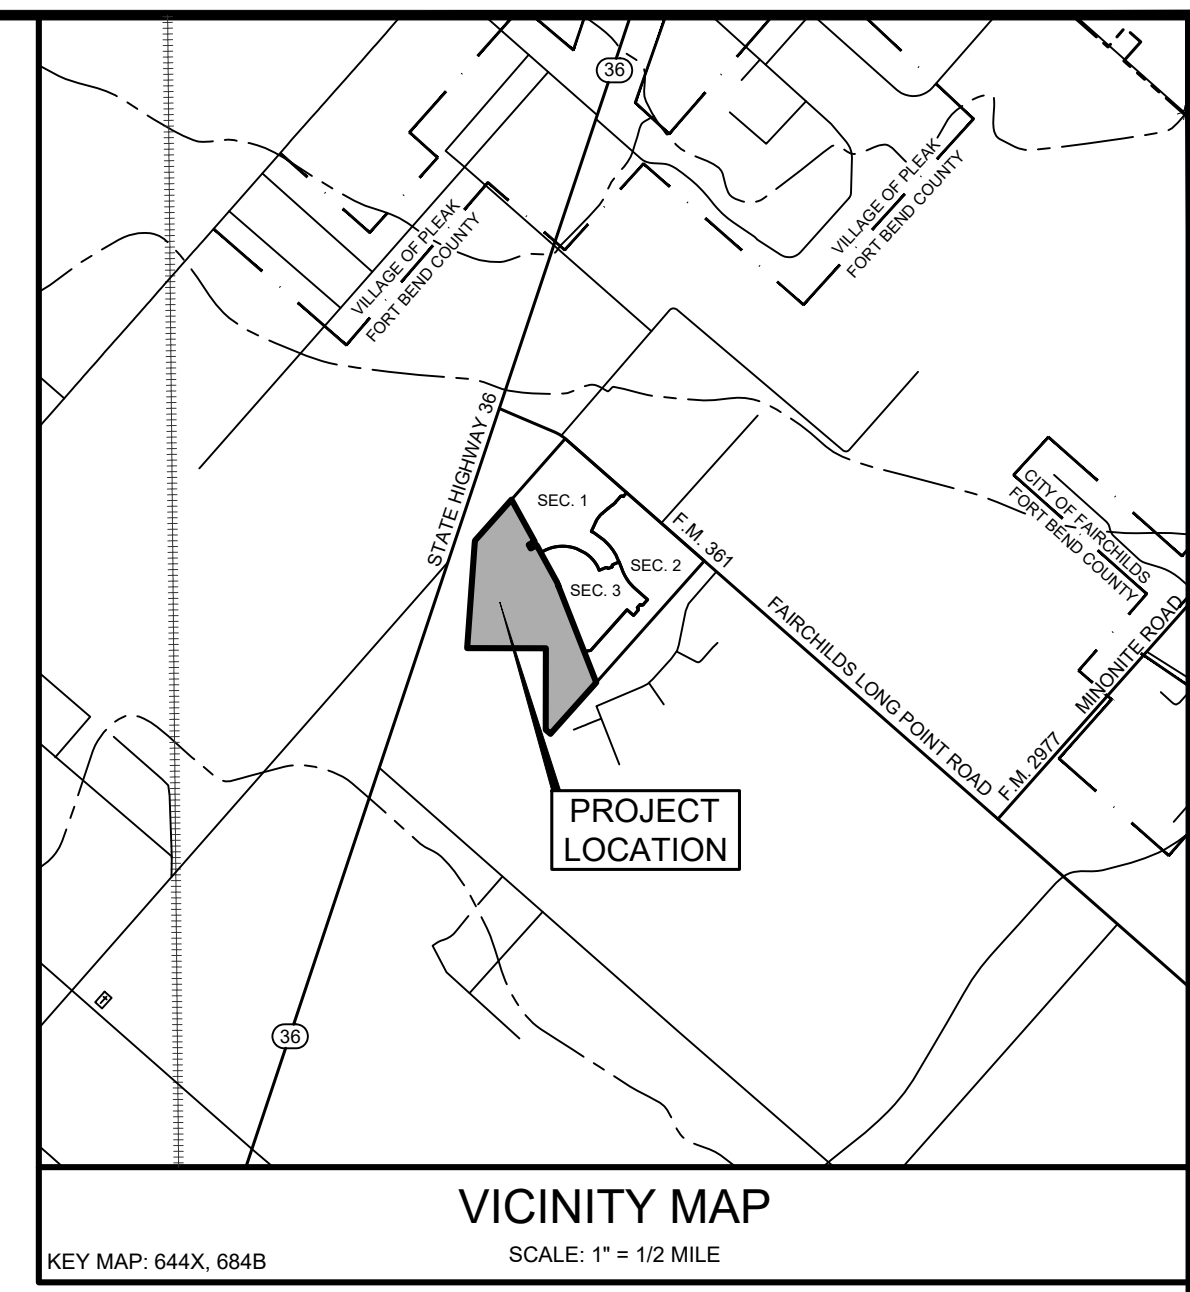 36
VILLAGE OF PLEAK
FORT BEND COUNTY
VILLAGE OF PLEAK
FORT BEND COUNTY
STATE HIGHWAY 36
SEC. 1
SEC. 2
SEC. 3
F.M. 361
CITY OF FAIRCHILDS
FORT BEND COUNTY
FAIRCHILDS LONG POINT ROAD
MINONITE ROAD
F.M. 2977
PROJECT
LOCATION
36
VICINITY MAP
SCALE: 1" = 1/2 MILE
KEY MAP: 644X, 684B